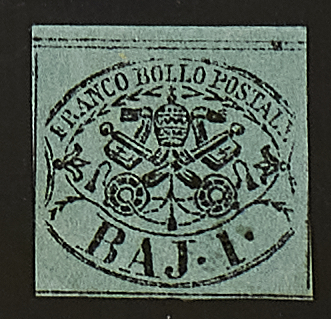 FRANCO BOLLO POSTALE
BAJ. 1.